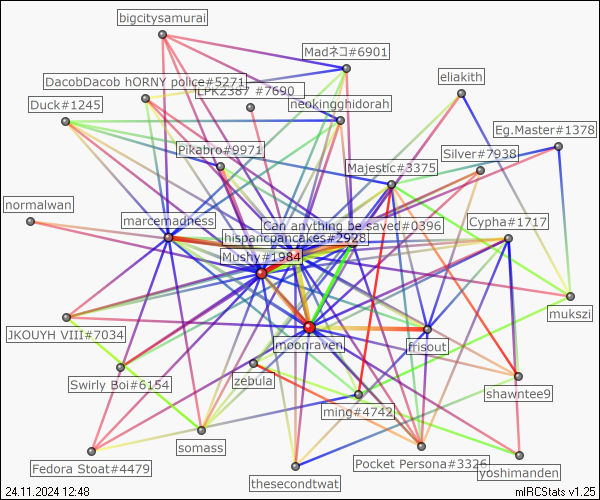 bigcitysamurai
Madネコ#6901
eliakith
DacobDacob hORNY police#5271
LPK2387 #7690
Duck#1245
neokingghidorah
Eg.Master#1378
Pikabro#9971
Silver#7938
Majestic#3375
normalwan
marcemadness
Can anything be saved#0396
Cypha#1717
hispancpancakes#2928
Mushy#1984
mukszi
JKOUYH VIII#7034
moonraven
frisout
Swirly Boi#6154
zebula
shawntee9
ming#4742
somass
Fedora Stoat#4479
Pocket Persona#3326
yoshimanden
thesecondtwat
24.11.2024 12:48
mIRCStats v1.25